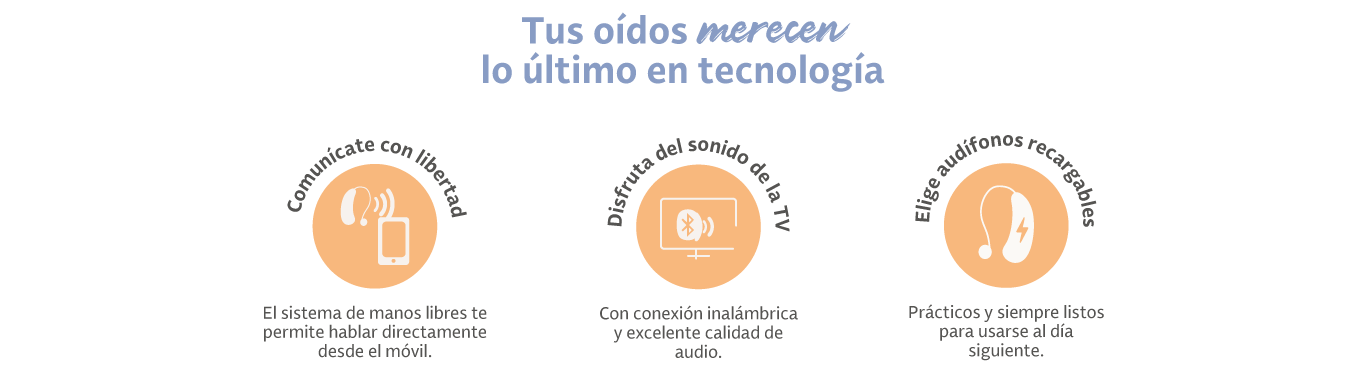 Tus oídos merecen
lo último en tecnología
Comunícate con libertad
El sistema de manos libres te
permite hablar directamente
desde el móvil.
Disfruta del sonido de la TV
Con conexión inalámbrica
y excelente calidad de
audio.
Elige audífonos recargables
Prácticos y siempre listos
para usarse al día
siguiente.